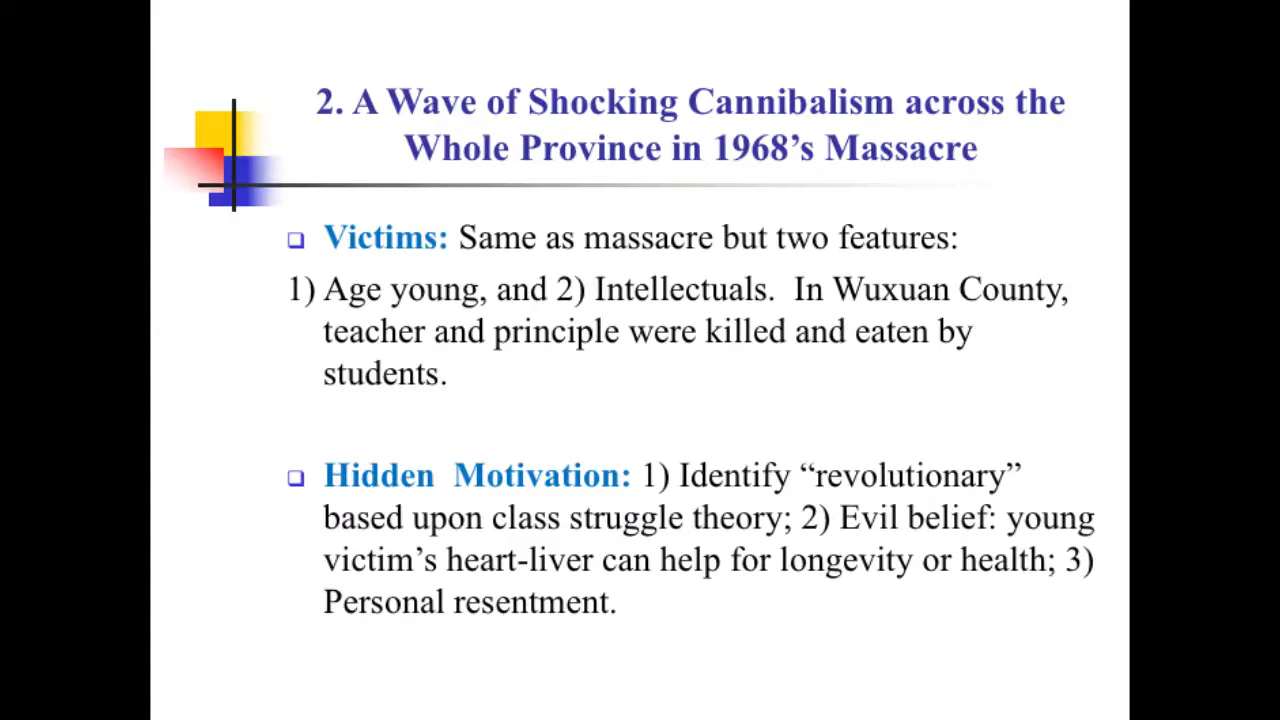 2. A Wave of Shocking Cannibalism across the
Whole Province in 1968’s Massacre
Victims: Same as massacre but two features:
1) Age young, and 2) Intellectuals. In Wuxuan County,
teacher and principle were killed and eaten by
students.
Hidden Motivation: 1) Identify “revolutionary”
based upon class struggle theory; 2) Evil belief: young
victim’s heart-liver can help for longevity or health; 3)
Personal resentment.